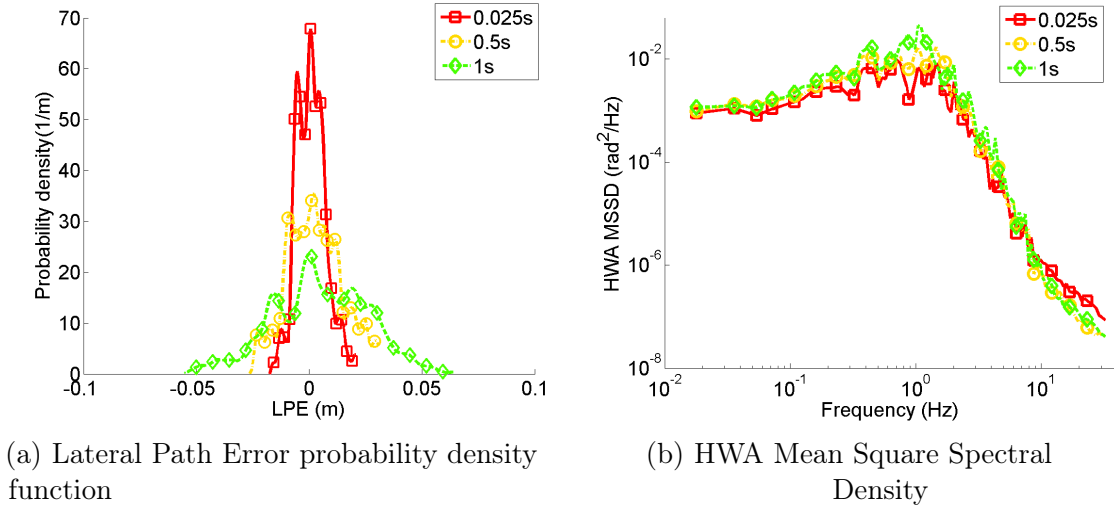 70
60
50
40
30
20
10
0
-0.1
-0.05
0
0.05
0.1
Probability density(1/m)
LPE (m)
0.025s
0.5s
1s
(a) Lateral Path Error probability density
function
10^-2
10^-4
10^-6
10^-8
10^-2
10^-1
10^0
10^1
HWA MSSD (rad^2/Hz)
Frequency (Hz)
0.025s
0.5s
1s
(b) HWA Mean Square Spectral
Density